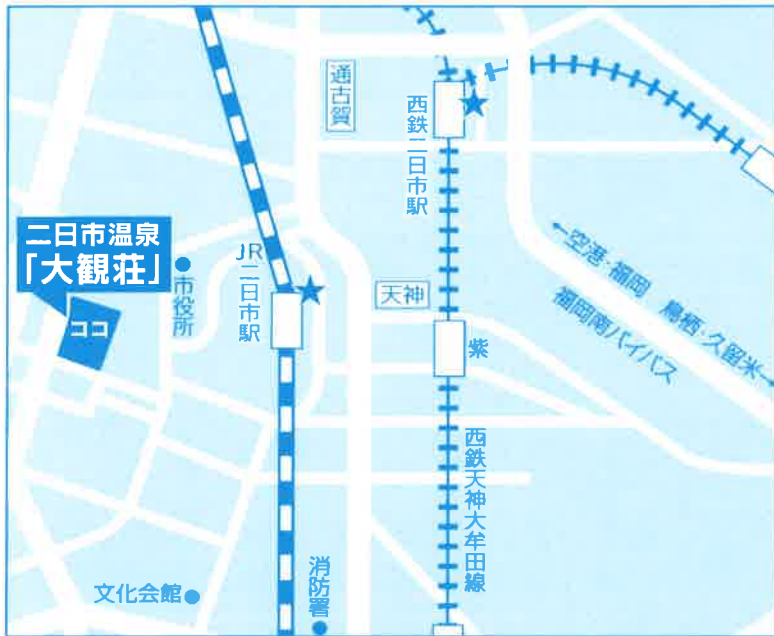 通古賀
西鉄二日市駅
二日市温泉
「大観荘」
ココ
市役所
JR二日市駅
天神
紫
←空港・福岡 鳥栖・久留米→
福岡南バイパス
西鉄天神大牟田線
文化会館
消防署